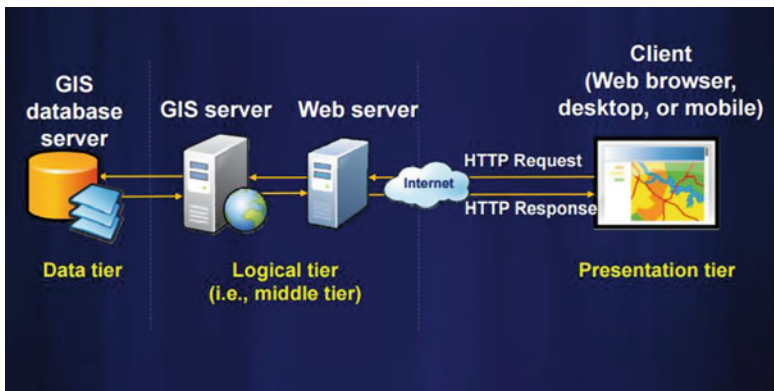 GIS
database
server
GIS server
Web server
Client
(Web browser,
desktop, or mobile)
HTTP Request
Internet
HTTP Response
Data tier
Logical tier
(i.e., middle tier)
Presentation tier